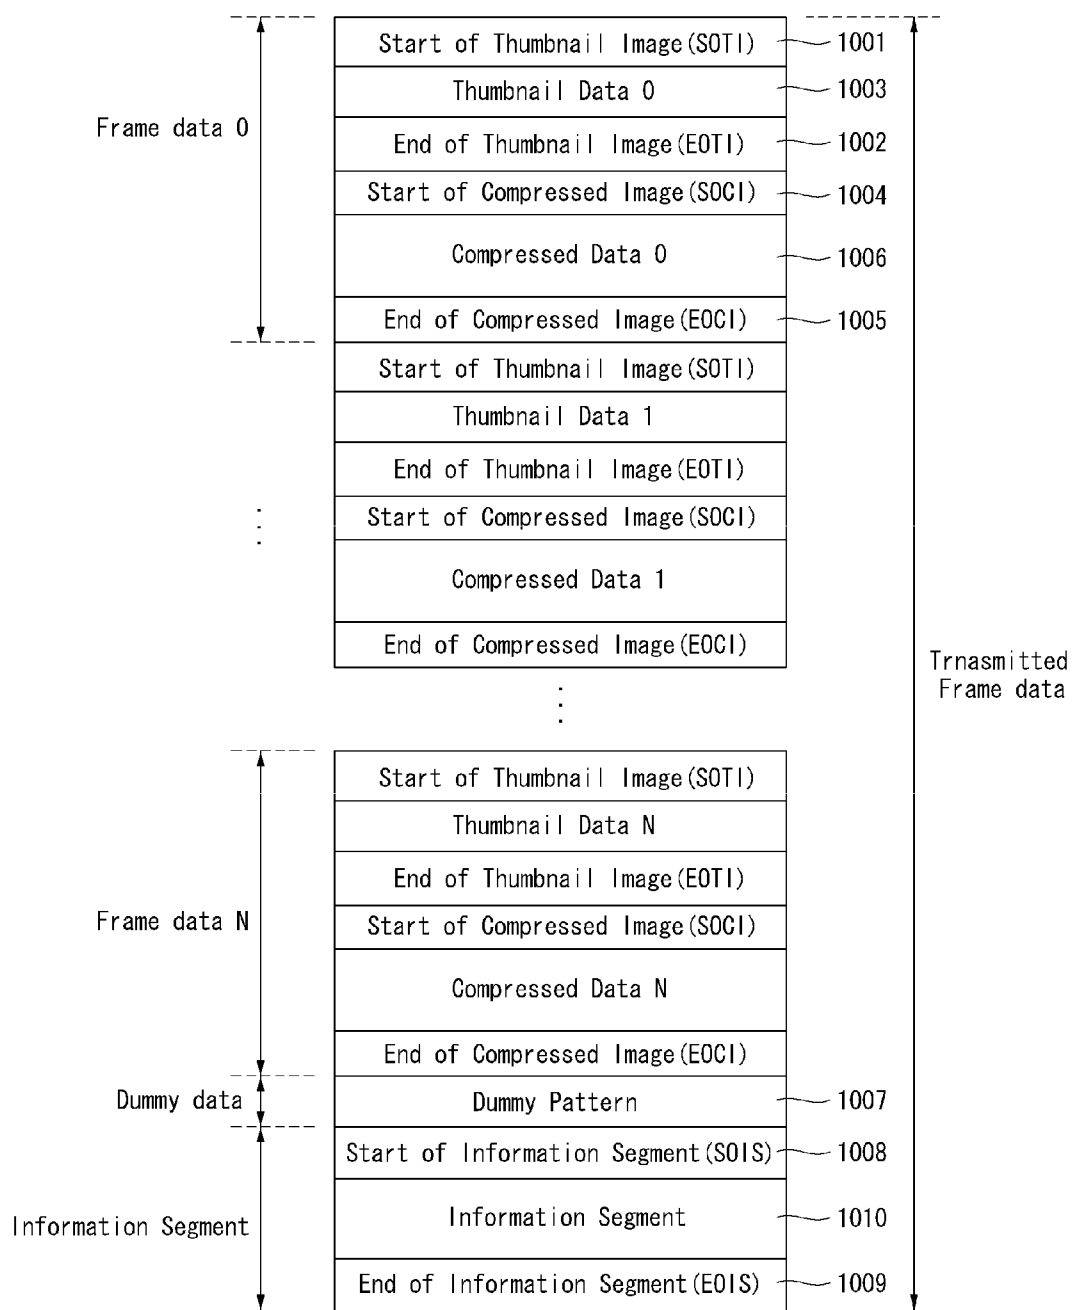 Start of Thumbnail Image(SOTI) 1001
Thumbnail Data 0 1003
Frame data 0
End of Thumbnail Image(EOTI) 1002
Start of Compressed Image(SOCI) 1004
Compressed Data 0 1006
End of Compressed Image(EOCI) 1005
Start of Thumbnail Image(SOTI)
Thumbnail Data 1
End of Thumbnail Image(EOTI)
Start of Compressed Image(SOCI)
Compressed Data 1
End of Compressed Image(EOCI)
Trnasmitted
Frame data
Start of Thumbnail Image(SOTI)
Thumbnail Data N
End of Thumbnail Image(EOTI)
Frame data N
Start of Compressed Image(SOCI)
Compressed Data N
End of Compressed Image(EOCI)
Dummy data
Dummy Pattern 1007
Start of Information Segment(SOIS) 1008
Information Segment
Information Segment 1010
End of Information Segment(EOIS) 1009